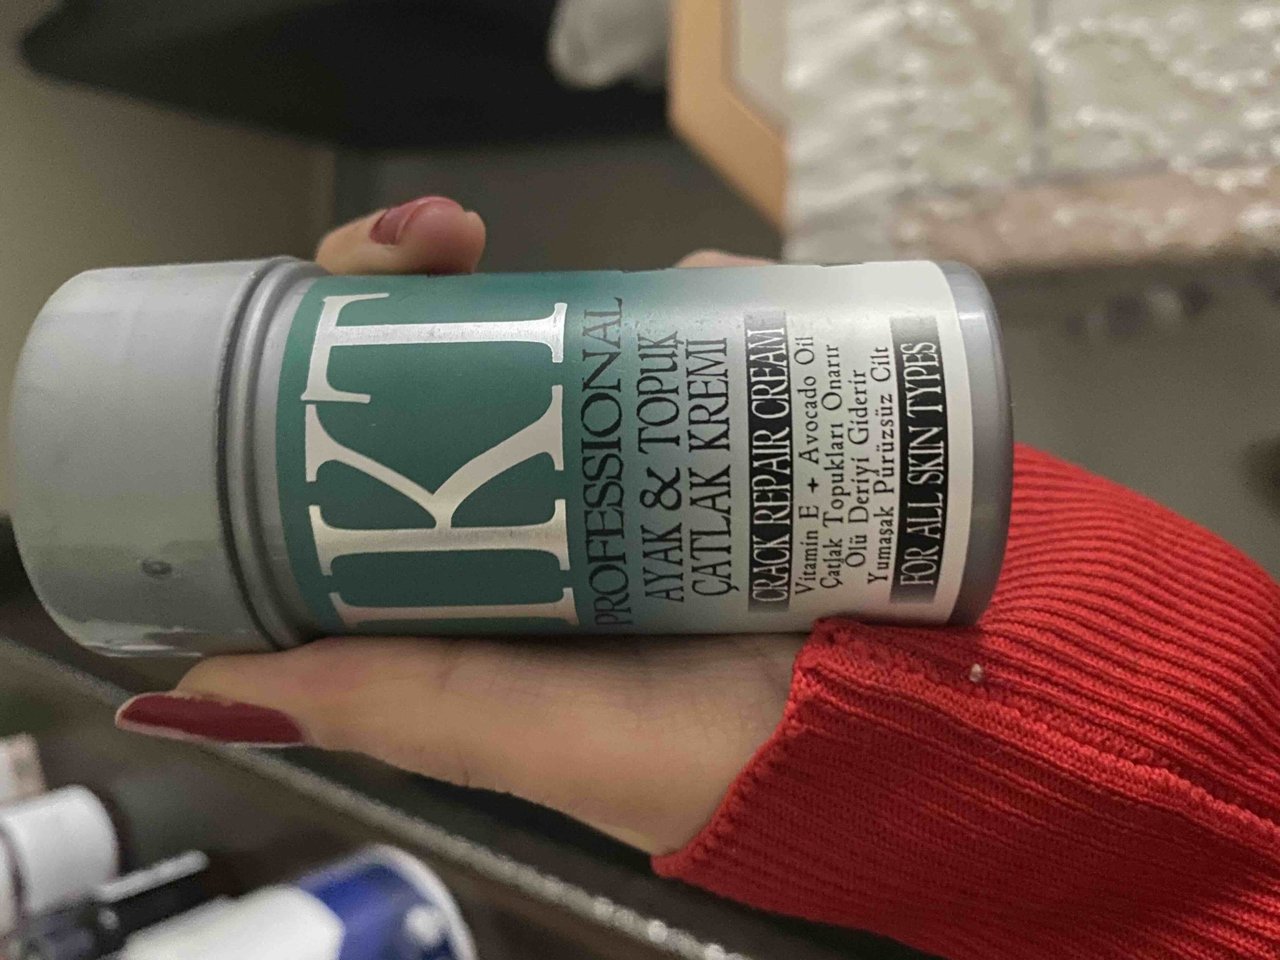 IKT
PROFESSIONAL
AYAK & TOPUK
ÇATLAK KREMİ
CRACK REPAIR CREAM
Vitamin E + Avocado Oil
Çatlak Topukları Onarır
Ölü Deriyi Giderir
Yumaşak Pürüzsüz Cilt
FOR ALL SKIN TYPES